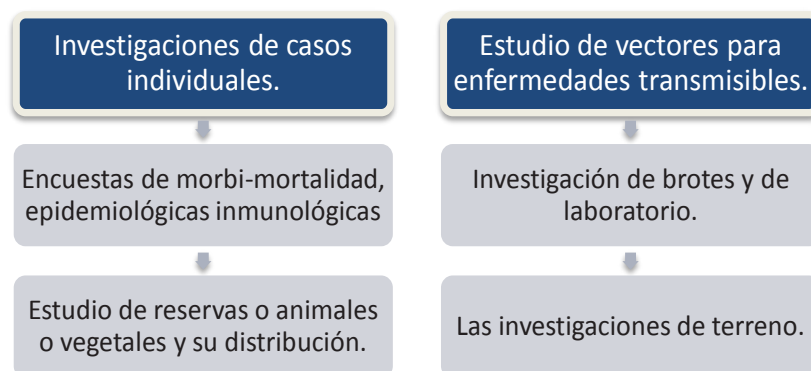 Investigaciones de casos
individuales.
Encuestas de morbi-mortalidad,
epidemiológicas inmunológicas
Estudio de reservas o animales
o vegetales y su distribución.
Estudio de vectores para
enfermedades transmisibles.
Investigación de brotes y de
laboratorio.
Las investigaciones de terreno.